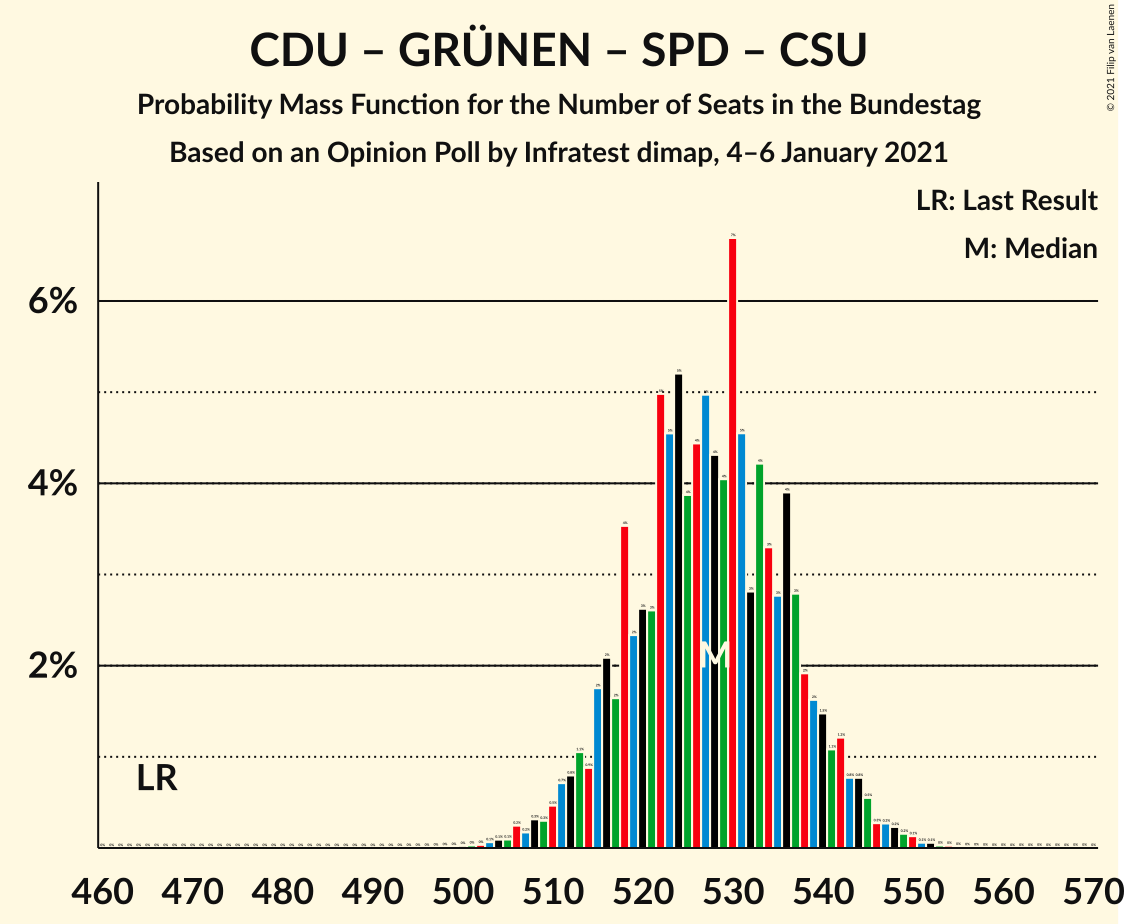 CDU – GRÜNEN – SPD – CSU
Probability Mass Function for the Number of Seats in the Bundestag
Based on an Opinion Poll by Infratest dimap, 4–6 January 2021
© 2021 Filip van Laenen
LR: Last Result
M: Median
6%
4%
2%
M
LR
460 470 480 490 500 510 520 530 540 550 560 570